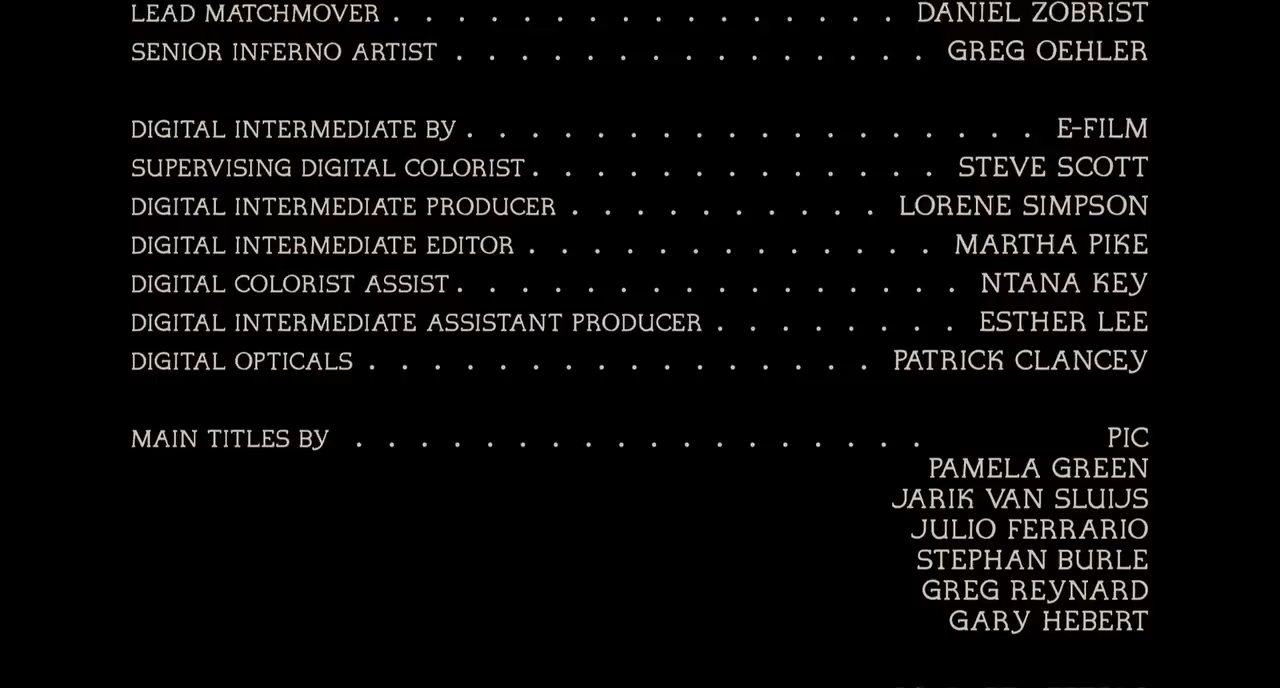 LEAD MATCHMOVER . . . . . . . . . . . . . . . . DANIEL ZOBRIST
SENIOR INFERNO ARTIST . . . . . . . . . . . . . . . GREG OEHLER
DIGITAL INTERMEDIATE BY . . . . . . . . . . . . . . . . . . E-FILM
SUPERVISING DIGITAL COLORIST . . . . . . . . . . . . . STEVE SCOTT
DIGITAL INTERMEDIATE PRODUCER . . . . . . . . . . LORENE SIMPSON
DIGITAL INTERMEDIATE EDITOR . . . . . . . . . . . . . MARTHA PIKE
DIGITAL COLORIST ASSIST . . . . . . . . . . . . . . . . NTANA KEY
DIGITAL INTERMEDIATE ASSISTANT PRODUCER . . . . . . . . ESTHER LEE
DIGITAL OPTICALS . . . . . . . . . . . . . . . . PATRICK CLANCEY
MAIN TITLES BY . . . . . . . . . . . . . . . . . . PIC
PAMELA GREEN
JARIK VAN SLUIJS
JULIO FERRARIO
STEPHAN BURLE
GREG REYNARD
GARY HEBERT